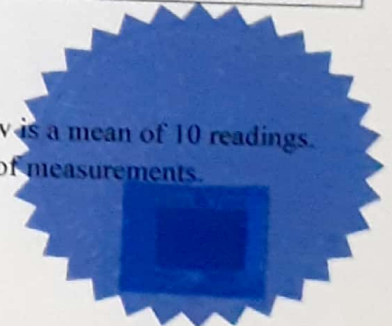 is a mean of 10 readings.
of measurements.